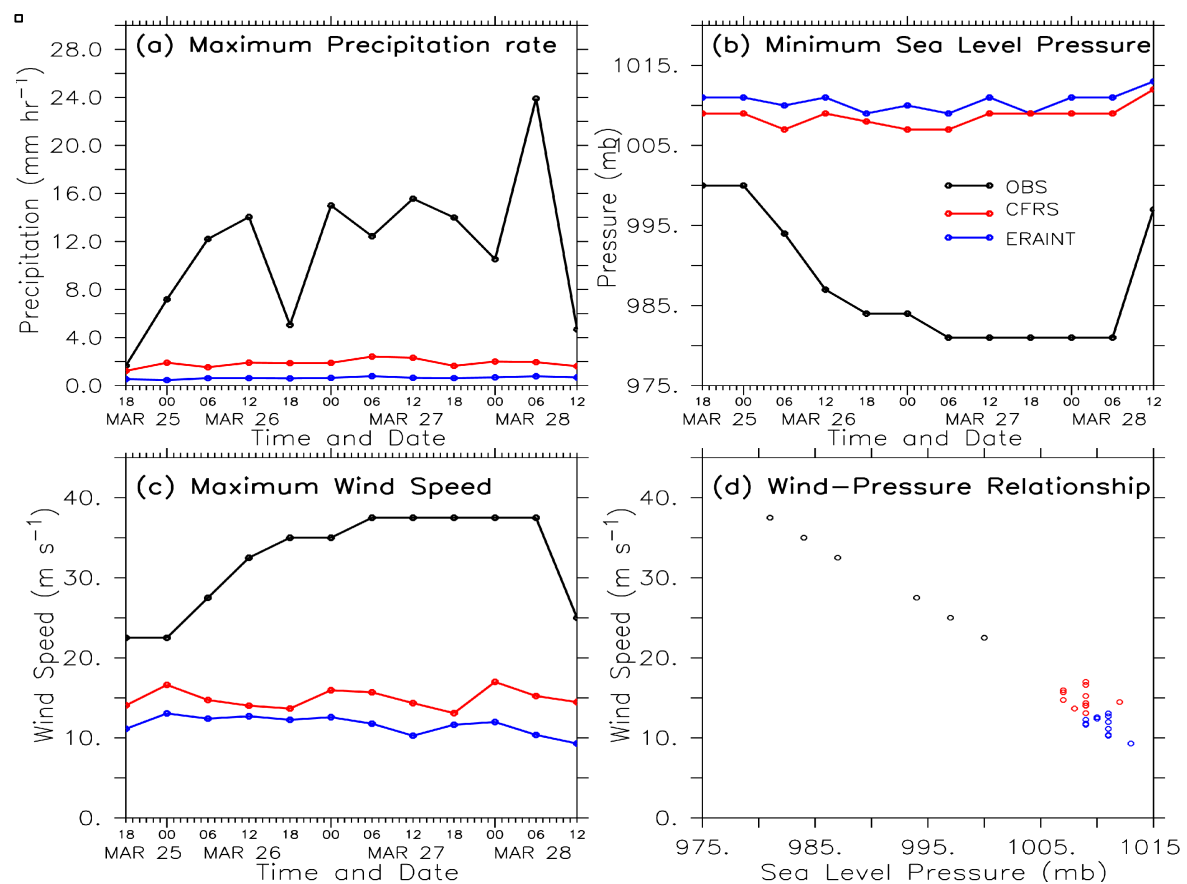 (a) Maximum Precipitation rate
28.0
24.0
20.0
16.0
12.0
8.0
4.0
0.0
Precipitation (mm hr⁻¹)
18 00 06 12 18 00 06 12 18 00 06 12
MAR 25 MAR 26 MAR 27 MAR 28
Time and Date
(b) Minimum Sea Level Pressure
1015.
1005.
995.
985.
975.
Pressure (mb)
OBS
CFRS
ERAINT
18 00 06 12 18 00 06 12 18 00 06 12
MAR 25 MAR 26 MAR 27 MAR 28
Time and Date
(c) Maximum Wind Speed
40.
30.
20.
10.
0.
Wind Speed (m s⁻¹)
18 00 06 12 18 00 06 12 18 00 06 12
MAR 25 MAR 26 MAR 27 MAR 28
Time and Date
(d) Wind-Pressure Relationship
40.
30.
20.
10.
0.
Wind Speed (m s⁻¹)
975. 985. 995. 1005. 1015
Sea Level Pressure (mb)